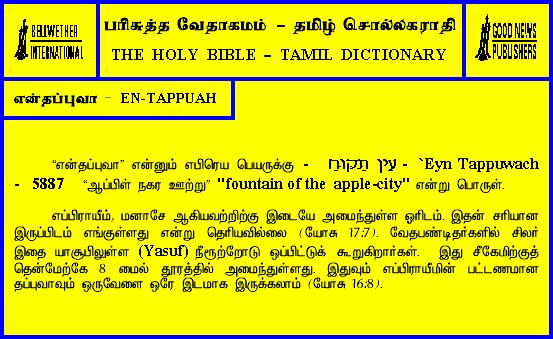 BELLWETHER
INTERNATIONAL
பரிசுத்த வேதாகமம் – தமிழ் சொல்லகராதி
THE HOLY BIBLE – TAMIL DICTIONARY
GOOD NEWS
PUBLISHERS
என்தப்புவா – EN-TAPPUAH
“என்தப்புவா” என்னும் எபிரெய பெயருக்கு - עין תקוח - `Eyn Tappuwach
- 5887 “ஆப்பிள் நகர ஊற்று” "fountain of the apple-city" என்று பொருள்.
எப்பிராயீம், மனாசே ஆகியவற்றிற்கு இடையே அமைந்துள்ள ஓரிடம். இதன் சரியான
இருப்பிடம் எங்குள்ளது என்று தெரியவில்லை (யோசு 17:7). வேதபண்டிதர்களில் சிலர்
இதை யாசூபிலுள்ள (Yasuf) நீரூற்றோடு ஒப்பிட்டுக் கூறுகிறார்கள். இது சீகேமிற்குத்
தென்மேற்கே 8 மைல் தூரத்தில் அமைந்துள்ளது. இதுவும் எப்பிராயீமின் பட்டணமான
தப்புவாவும் ஒருவேளை ஒரே இடமாக இருக்கலாம் (யோசு 16:8).